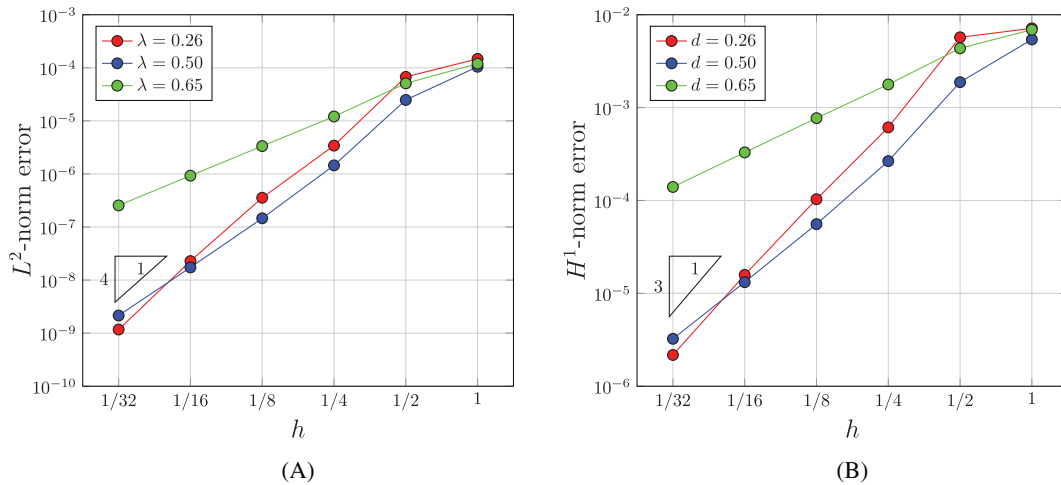 λ = 0.26
λ = 0.50
λ = 0.65
10⁻³
10⁻⁴
10⁻⁵
10⁻⁶
10⁻⁷
10⁻⁸
10⁻⁹
10⁻¹⁰
L²-norm error
4
1
1/32 1/16 1/8 1/4 1/2 1
h
(A)
d = 0.26
d = 0.50
d = 0.65
10⁻²
10⁻³
10⁻⁴
10⁻⁵
10⁻⁶
H¹-norm error
3
1
1/32 1/16 1/8 1/4 1/2 1
h
(B)